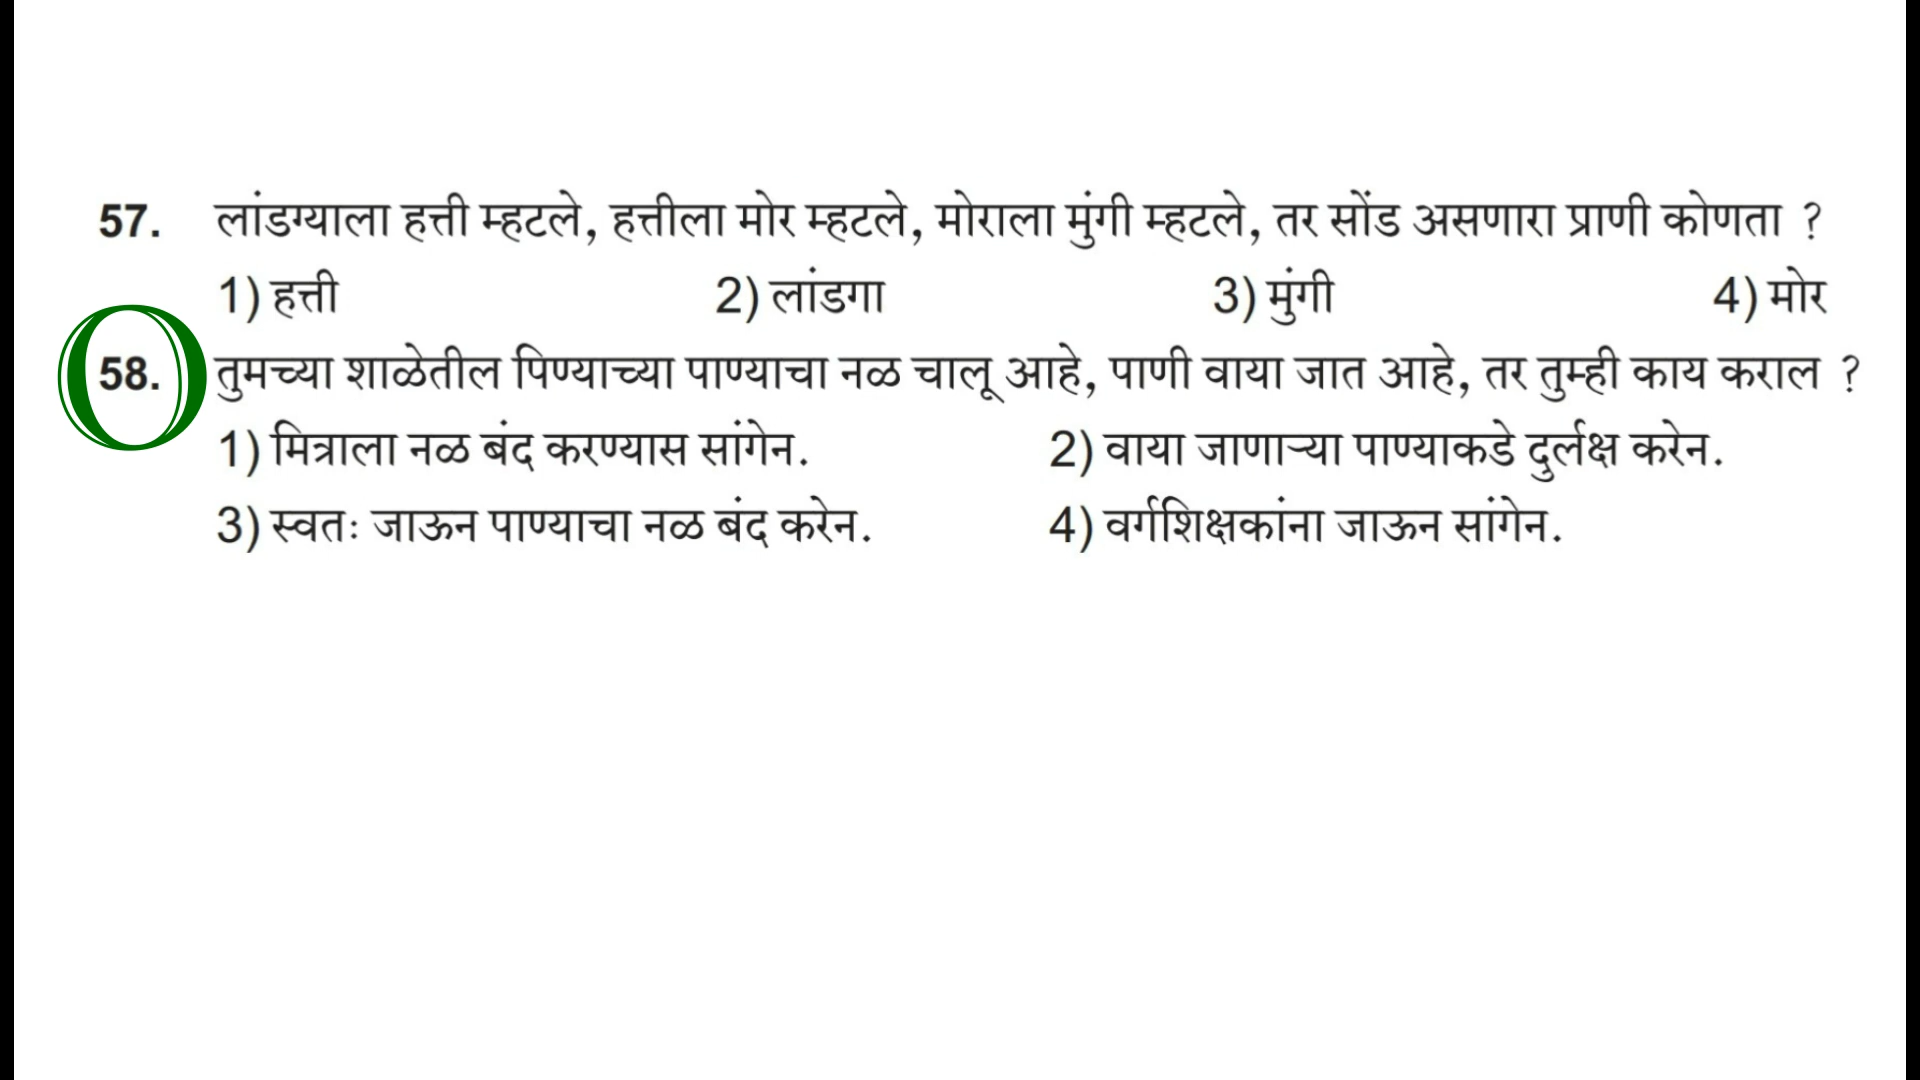 57. लांडग्याला हत्ती म्हटले, हत्तीला मोर म्हटले, मोराला मुंगी म्हटले, तर सोंड असणारा प्राणी कोणता ?
1) हत्ती 2) लांडगा 3) मुंगी 4) मोर
58. तुमच्या शाळेतील पिण्याच्या पाण्याचा नळ चालू आहे, पाणी वाया जात आहे, तर तुम्ही काय कराल ?
1) मित्राला नळ बंद करण्यास सांगेन. 2) वाया जाणाऱ्या पाण्याकडे दुर्लक्ष करेन.
3) स्वतः जाऊन पाण्याचा नळ बंद करेन. 4) वर्गशिक्षकांना जाऊन सांगेन.